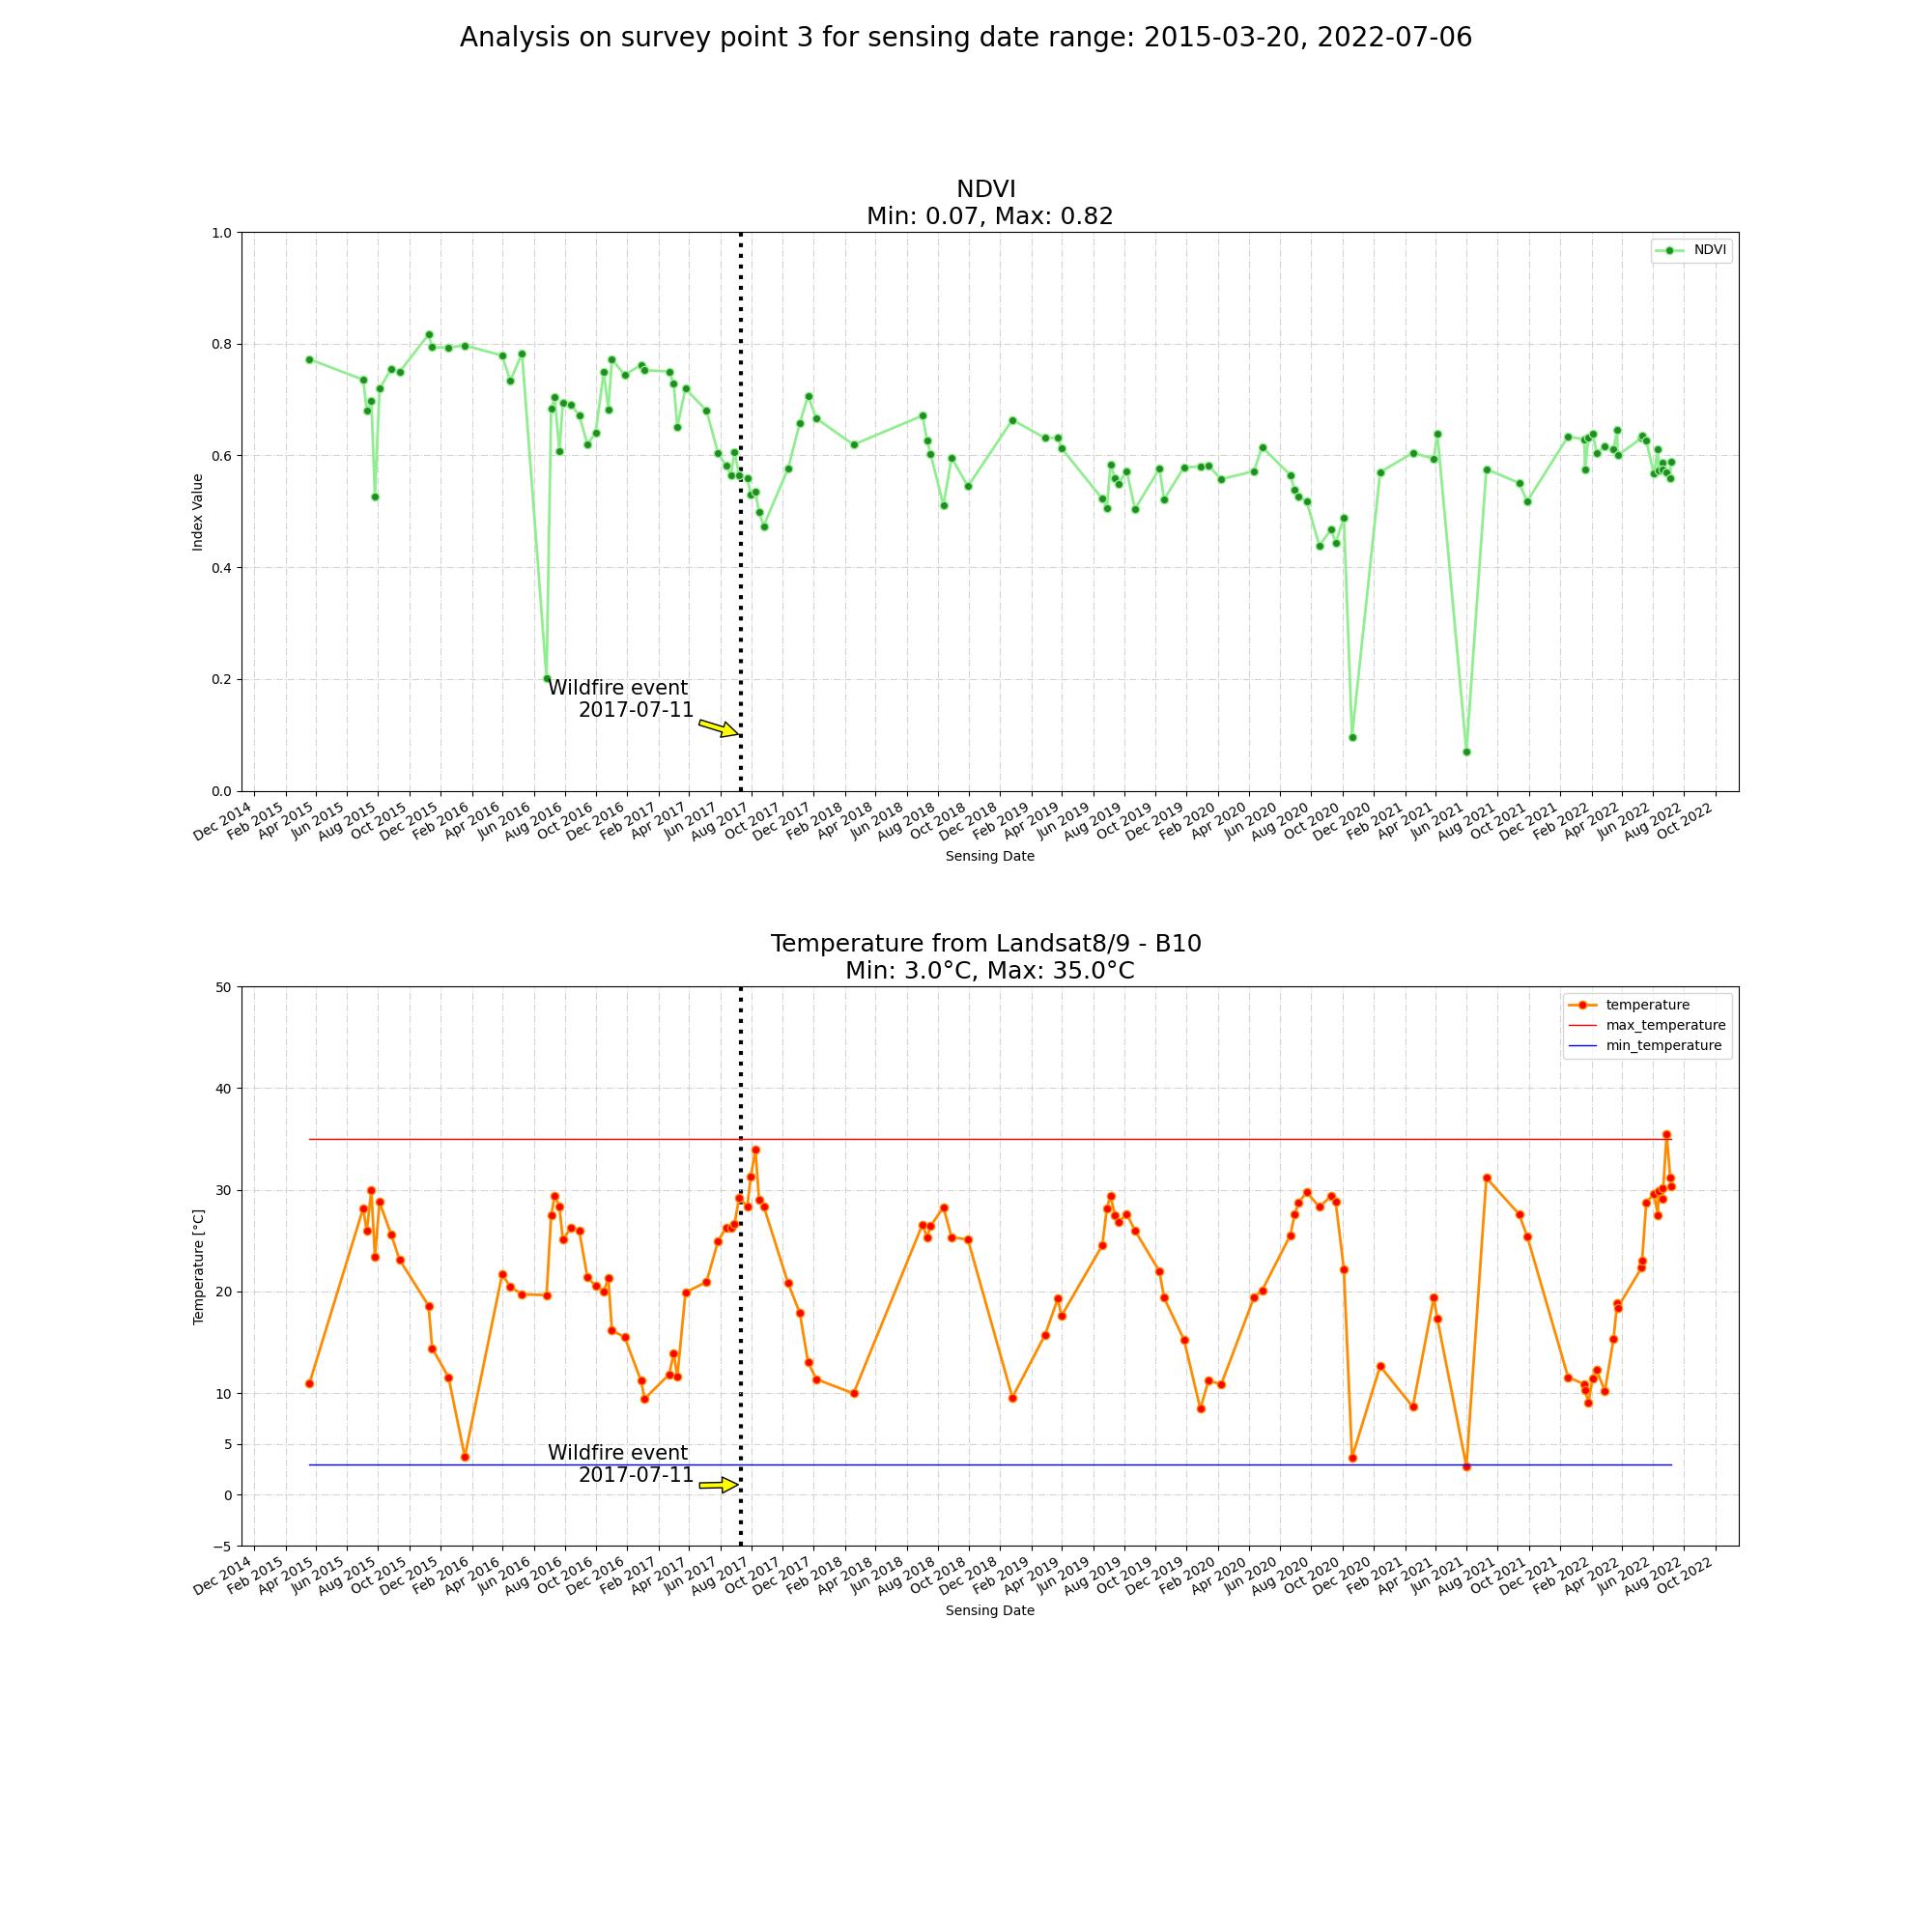 Analysis on survey point 3 for sensing date range: 2015-03-20, 2022-07-06
NDVI
Min: 0.07, Max: 0.82
1.0
0.8
0.6
0.4
0.2
0.0
Index Value
NDVI
Wildfire event
2017-07-11
Dec 2014
Feb 2015
Apr 2015
Jun 2015
Aug 2015
Oct 2015
Dec 2015
Feb 2016
Apr 2016
Jun 2016
Aug 2016
Oct 2016
Dec 2016
Feb 2017
Apr 2017
Jun 2017
Aug 2017
Oct 2017
Dec 2017
Feb 2018
Apr 2018
Jun 2018
Aug 2018
Oct 2018
Dec 2018
Feb 2019
Apr 2019
Jun 2019
Aug 2019
Oct 2019
Dec 2019
Feb 2020
Apr 2020
Jun 2020
Aug 2020
Oct 2020
Dec 2020
Feb 2021
Apr 2021
Jun 2021
Aug 2021
Oct 2021
Dec 2021
Feb 2022
Apr 2022
Jun 2022
Aug 2022
Oct 2022
Sensing Date
Temperature from Landsat8/9 - B10
Min: 3.0°C, Max: 35.0°C
50
40
30
20
10
5
0
−5
Temperature [°C]
temperature
max_temperature
min_temperature
Wildfire event
2017-07-11
Dec 2014
Feb 2015
Apr 2015
Jun 2015
Aug 2015
Oct 2015
Dec 2015
Feb 2016
Apr 2016
Jun 2016
Aug 2016
Oct 2016
Dec 2016
Feb 2017
Apr 2017
Jun 2017
Aug 2017
Oct 2017
Dec 2017
Feb 2018
Apr 2018
Jun 2018
Aug 2018
Oct 2018
Dec 2018
Feb 2019
Apr 2019
Jun 2019
Aug 2019
Oct 2019
Dec 2019
Feb 2020
Apr 2020
Jun 2020
Aug 2020
Oct 2020
Dec 2020
Feb 2021
Apr 2021
Jun 2021
Aug 2021
Oct 2021
Dec 2021
Feb 2022
Apr 2022
Jun 2022
Aug 2022
Oct 2022
Sensing Date